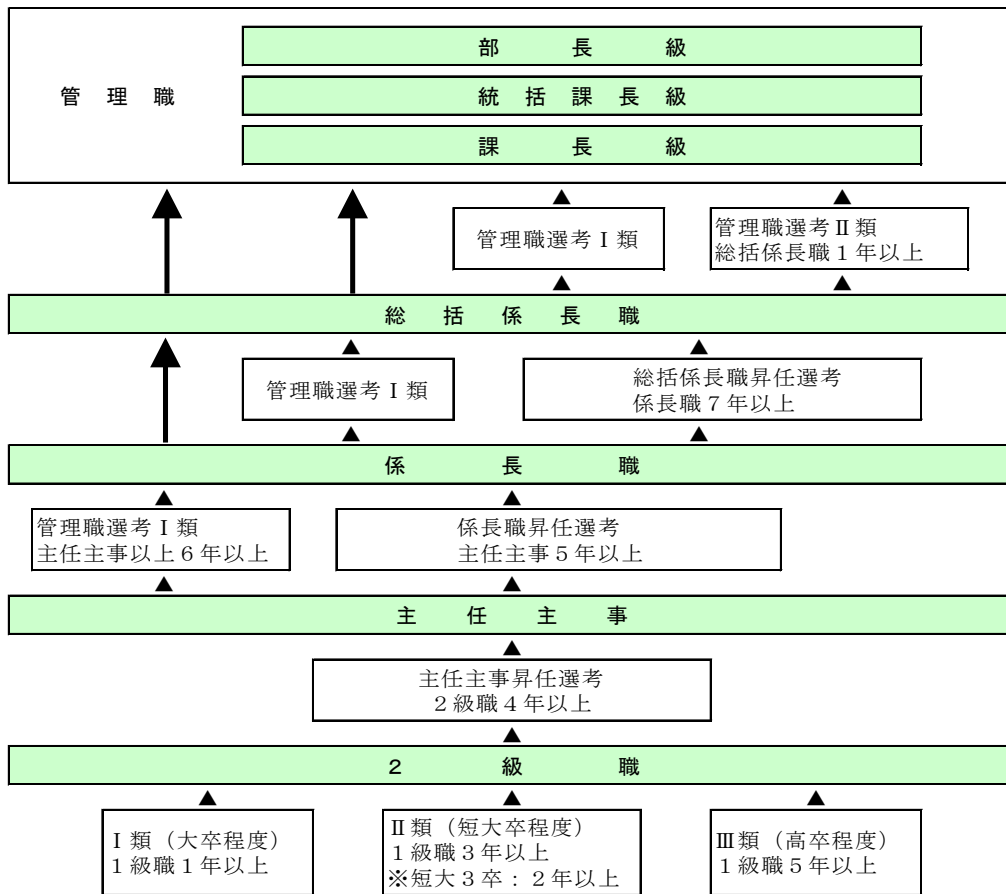 部長級
管理職
統括課長級
課長級
管理職選考Ⅰ類
管理職選考Ⅱ類
総括係長職１年以上
総括係長職
管理職選考Ⅰ類
総括係長職昇任選考
係長職７年以上
係長職
管理職選考Ⅰ類
主任主事以上６年以上
係長職昇任選考
主任主事５年以上
主任主事
主任主事昇任選考
２級職４年以上
２級職
Ⅰ類（大卒程度）
１級職１年以上
Ⅱ類（短大卒程度）
１級職３年以上
※短大３卒：２年以上
Ⅲ類（高卒程度）
１級職５年以上